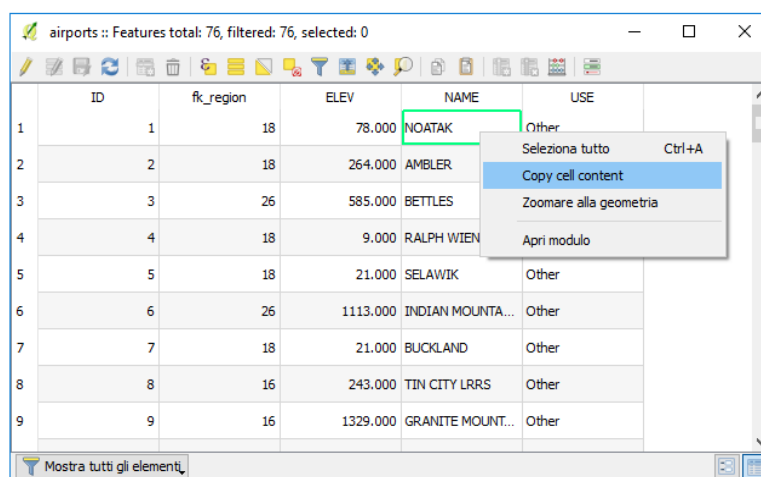 airports :: Features total: 76, filtered: 76, selected: 0
ID fk_region ELEV NAME USE
1 1 18 78.000 NOATAK Other
Seleziona tutto Ctrl+A
2 2 18 264.000 AMBLER
Copy cell content
3 3 26 585.000 BETTLES
Zoomare alla geometria
4 4 18 9.000 RALPH WIEN
Apri modulo
5 5 18 21.000 SELAWIK Other
6 6 26 1113.000 INDIAN MOUNTA... Other
7 7 18 21.000 BUCKLAND Other
8 8 16 243.000 TIN CITY LRRS Other
9 9 16 1329.000 GRANITE MOUNT... Other
Mostra tutti gli elementi